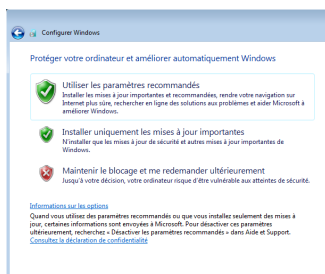 Configurer Windows
Protéger votre ordinateur et améliorer automatiquement Windows
Utiliser les paramètres recommandés
Installer les mises à jour importantes et recommandées, rendre votre navigation sur
Internet plus sûre, rechercher en ligne des solutions aux problèmes et aider Microsoft à
améliorer Windows.
Installer uniquement les mises à jour importantes
N'installer que les mises à jour de sécurité et autres mises à jour importantes de
Windows.
Maintenir le blocage et me redemander ultérieurement
Jusqu'à votre décision, votre ordinateur risque d'être vulnérable aux atteintes de sécurité.
Informations sur les options
Quand vous utilisez des paramètres recommandés ou que vous installez seulement des mises à
jour, certaines informations sont envoyées à Microsoft. Pour désactiver ces paramètres
ultérieurement, recherchez « Désactiver les paramètres recommandés » dans Aide et Support.
Consultez la déclaration de confidentialité